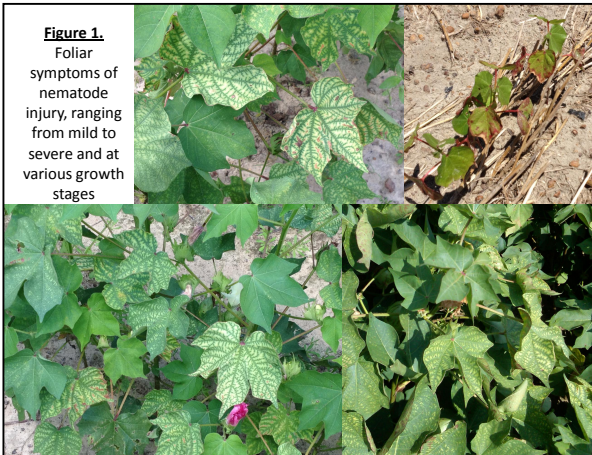 Figure 1.
Foliar
symptoms of
nematode
injury, ranging
from mild to
severe and at
various growth
stages